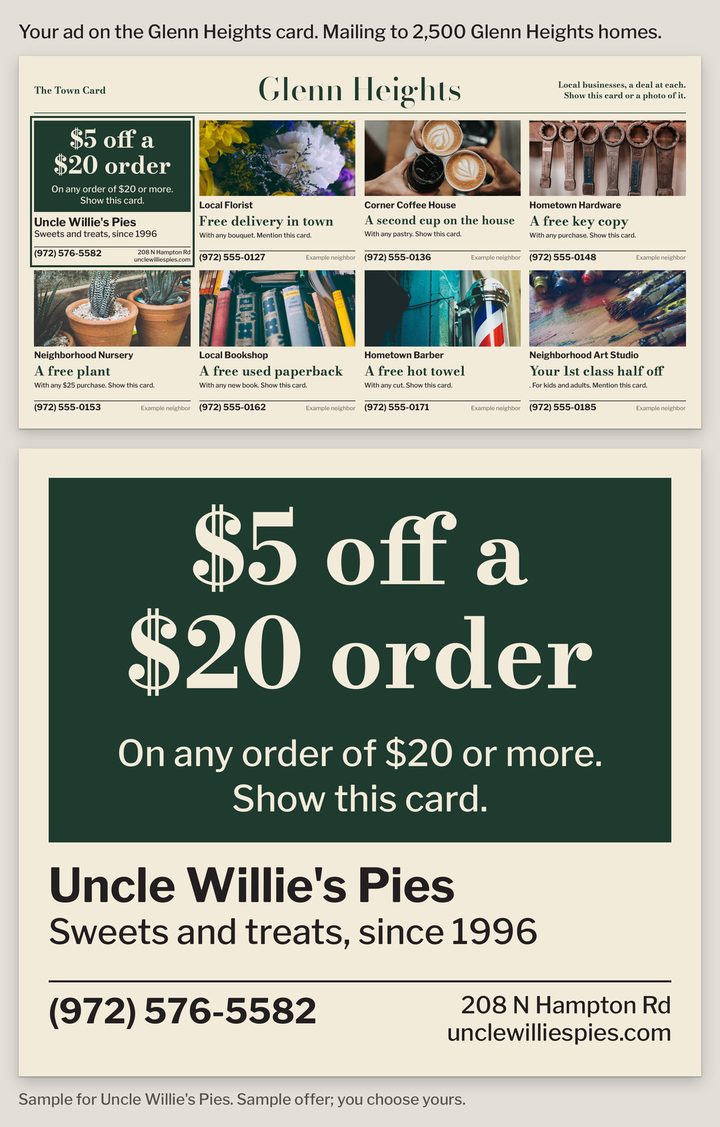 Your ad on the Glenn Heights card. Mailing to 2,500 Glenn Heights homes.
The Town Card
Glenn Heights
Local businesses, a deal at each.
Show this card or a photo of it.
$5 off a
$20 order
On any order of $20 or more.
Show this card.
Uncle Willie's Pies
Sweets and treats, since 1996
(972) 576-5582
208 N Hampton Rd
unclewilliespies.com
Local Florist
Free delivery in town
With any bouquet. Mention this card.
(972) 555-0127
Example neighbor
Corner Coffee House
A second cup on the house
With any pastry. Show this card.
(972) 555-0136
Example neighbor
Hometown Hardware
A free key copy
With any purchase. Show this card.
(972) 555-0148
Example neighbor
Neighborhood Nursery
A free plant
With any $25 purchase. Show this card.
(972) 555-0153
Example neighbor
Local Bookshop
A free used paperback
With any new book. Show this card.
(972) 555-0162
Example neighbor
Hometown Barber
A free hot towel
With any cut. Show this card.
(972) 555-0171
Example neighbor
Neighborhood Art Studio
Your 1st class half off
. For kids and adults. Mention this card.
(972) 555-0185
Example neighbor
$5 off a
$20 order
On any order of $20 or more.
Show this card.
Uncle Willie's Pies
Sweets and treats, since 1996
(972) 576-5582
208 N Hampton Rd
unclewilliespies.com
Sample for Uncle Willie's Pies. Sample offer; you choose yours.